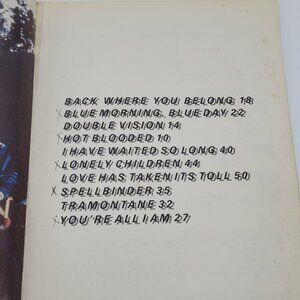 BACK WHERE YOU BELONG 18
BLUE MORNING, BLUE DAY 22
DOUBLE VISION 14
HOT BLOODED 10
I HAVE WAITED SO LONG 40
LONELY CHILDREN 44
LOVE HAS TAKEN ITS TOLL 50
SPELLBINDER 35
TRAMONTANE 32
YOU'RE ALL I AM 27